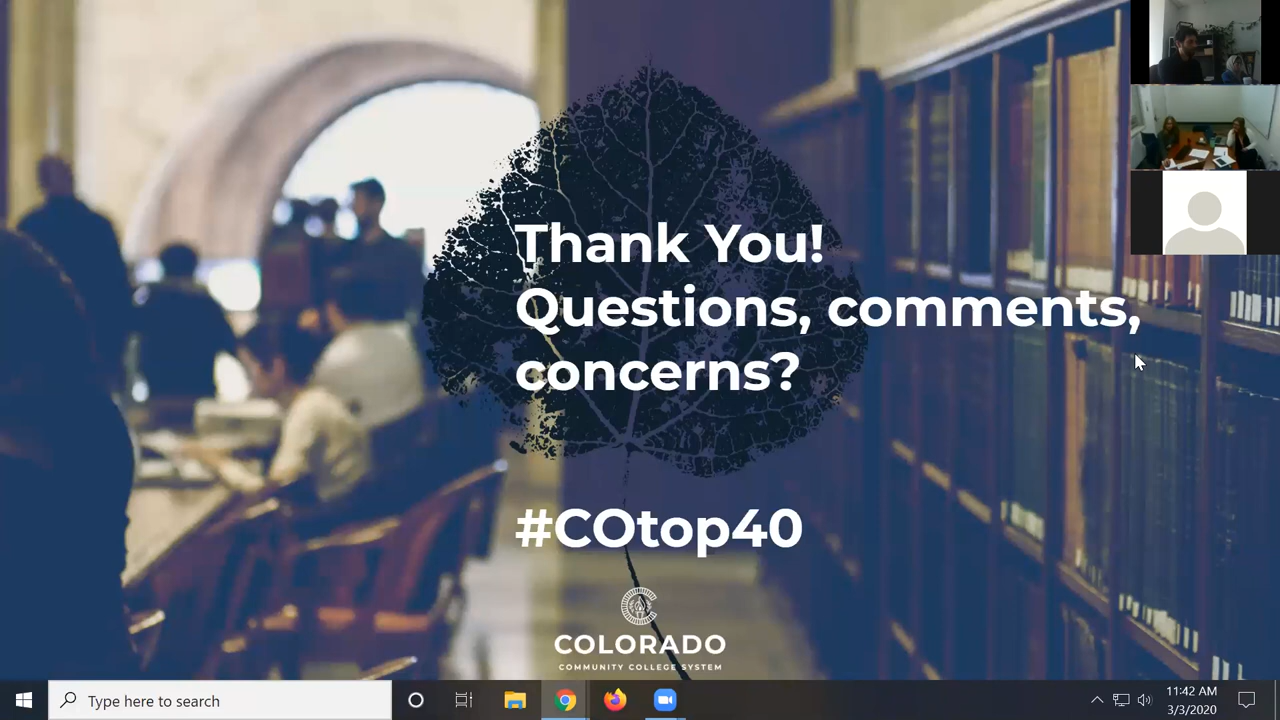 Thank You!
Questions, comments,
concerns?
#COtop40
COLORADO
COMMUNITY COLLEGE SYSTEM
Type here to search
11:42 AM
3/3/2020